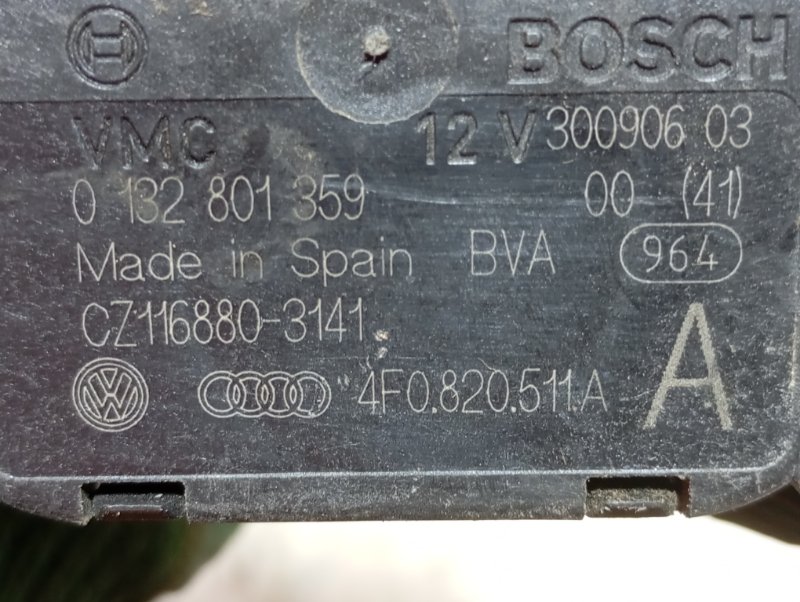 BOSCH
VMC 12 V 300906 03
0 132 801 359 00 (41)
Made in Spain BVA 964
CZ116880-3141
4F0.820.511.A A